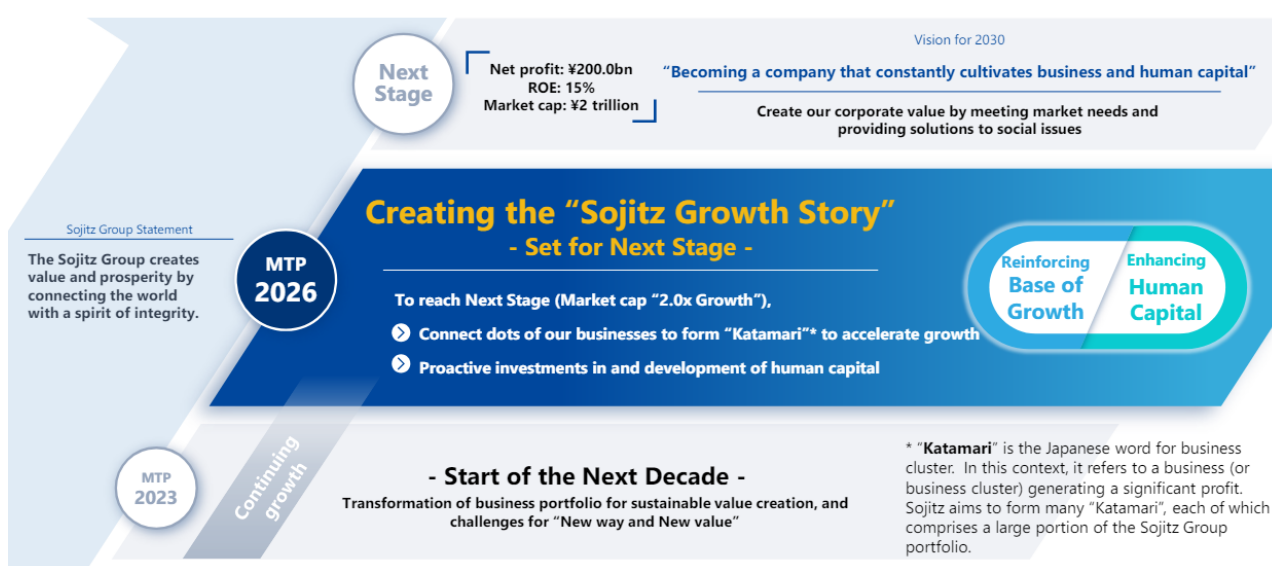 Vision for 2030
Next
Stage
Net profit: ¥200.0bn
ROE: 15%
Market cap: ¥2 trillion
“Becoming a company that constantly cultivates business and human capital”
Create our corporate value by meeting market needs and
providing solutions to social issues
Sojitz Group Statement
The Sojitz Group creates
value and prosperity by
connecting the world
with a spirit of integrity.
MTP
2026
Creating the “Sojitz Growth Story”
- Set for Next Stage -
To reach Next Stage (Market cap “2.0x Growth”),
Connect dots of our businesses to form “Katamari”* to accelerate growth
Proactive investments in and development of human capital
Reinforcing
Base of
Growth
Enhancing
Human
Capital
MTP
2023
Continuing
growth
- Start of the Next Decade -
Transformation of business portfolio for sustainable value creation, and
challenges for “New way and New value”
* “Katamari” is the Japanese word for business
cluster. In this context, it refers to a business (or
business cluster) generating a significant profit.
Sojitz aims to form many “Katamari”, each of which
comprises a large portion of the Sojitz Group
portfolio.